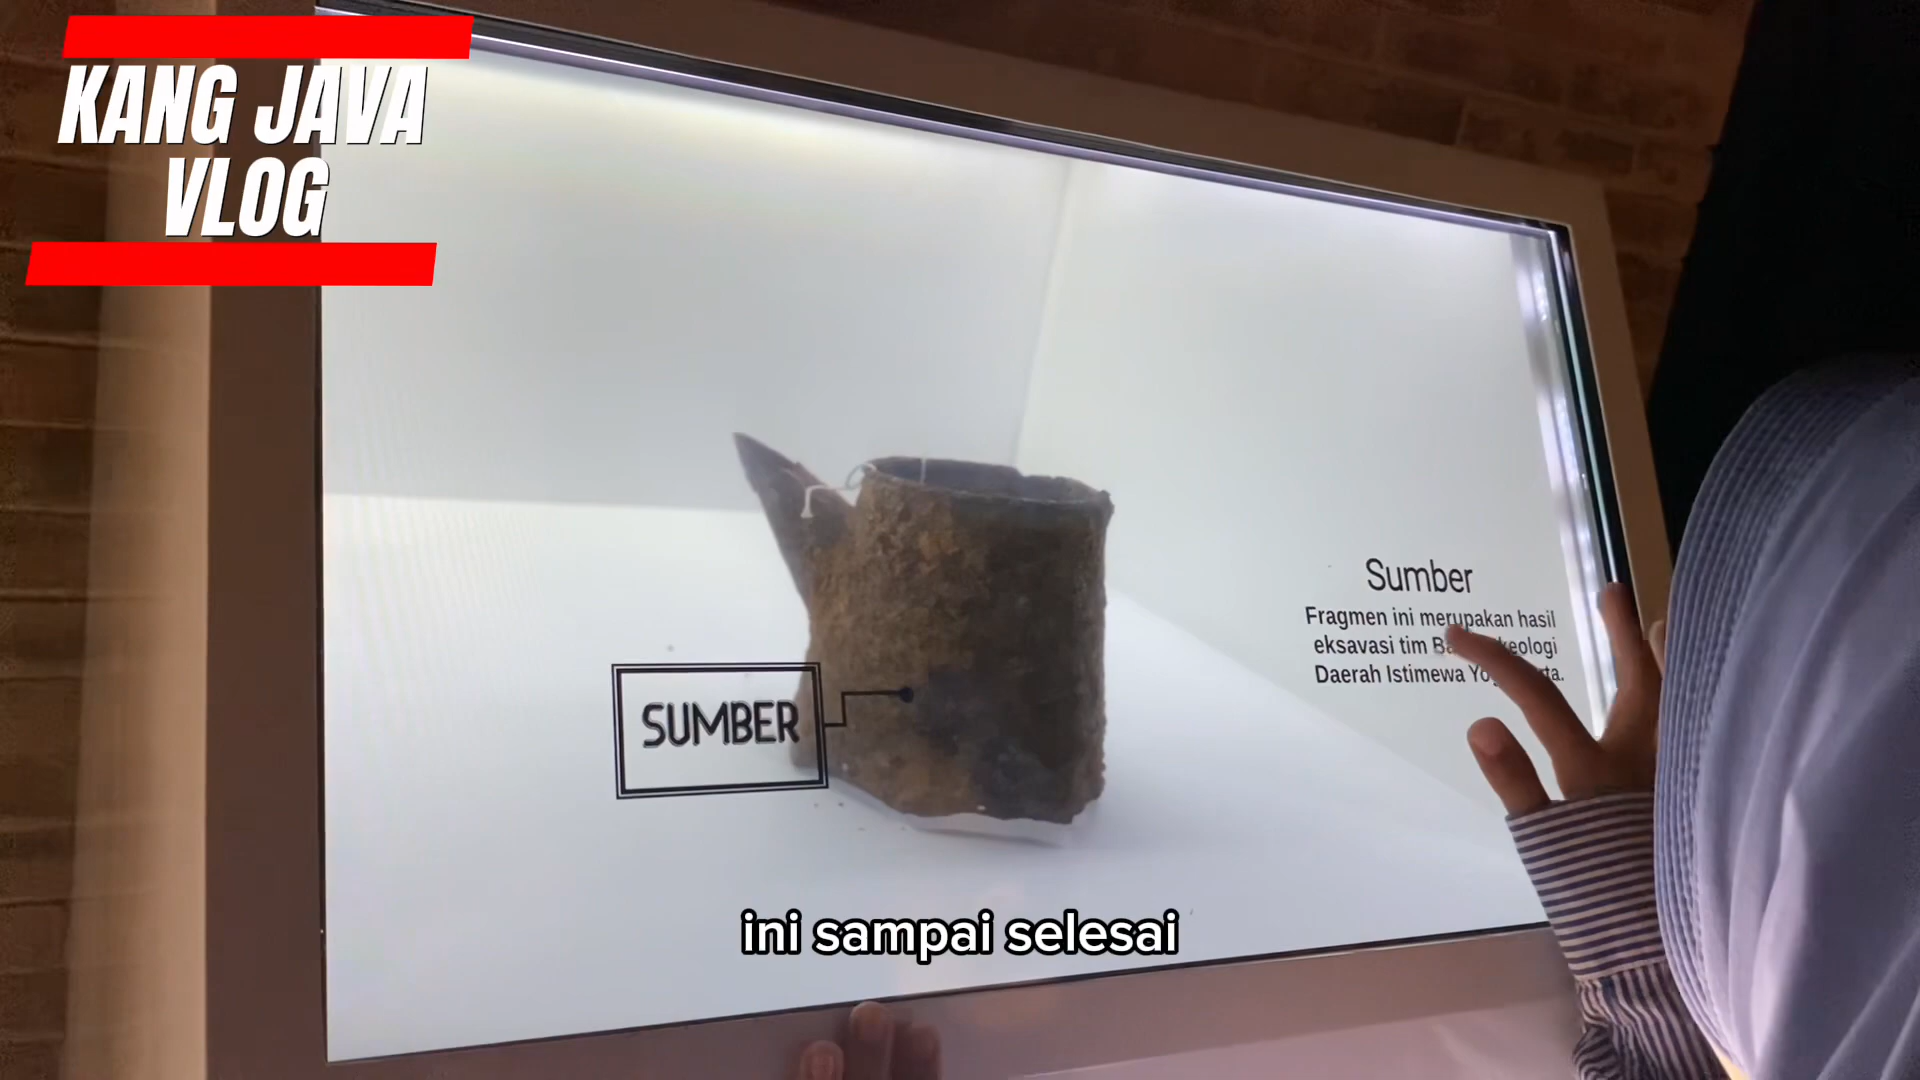 KANG JAVA
VLOG
Sumber
Fragmen ini merupakan hasil
eksavasi tim
Daerah Istimewa
SUMBER
ini sampai selesai